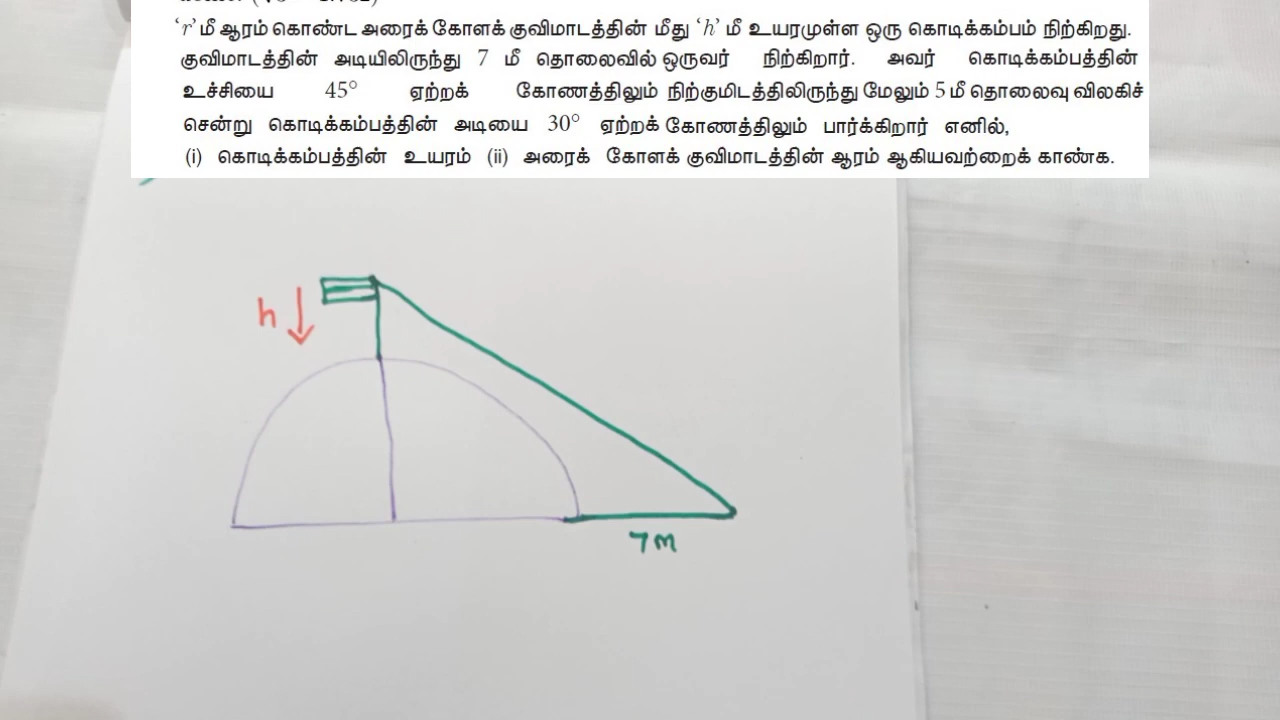 'r' மீ ஆரம் கொண்ட அரைக் கோளக் குவிமாடத்தின் மீது 'h' மீ உயரமுள்ள ஒரு கொடிக்கம்பம் நிற்கிறது.
குவிமாடத்தின் அடியிலிருந்து 7 மீ தொலைவில் ஒருவர் நிற்கிறார். அவர் கொடிக்கம்பத்தின்
உச்சியை 45° ஏற்றக் கோணத்திலும் நிற்குமிடத்திலிருந்து மேலும் 5 மீ தொலைவு விலகிச்
சென்று கொடிக்கம்பத்தின் அடியை 30° ஏற்றக் கோணத்திலும் பார்க்கிறார் எனில்,
(i) கொடிக்கம்பத்தின் உயரம் (ii) அரைக் கோளக் குவிமாடத்தின் ஆரம் ஆகியவற்றைக் காண்க.
h
7m